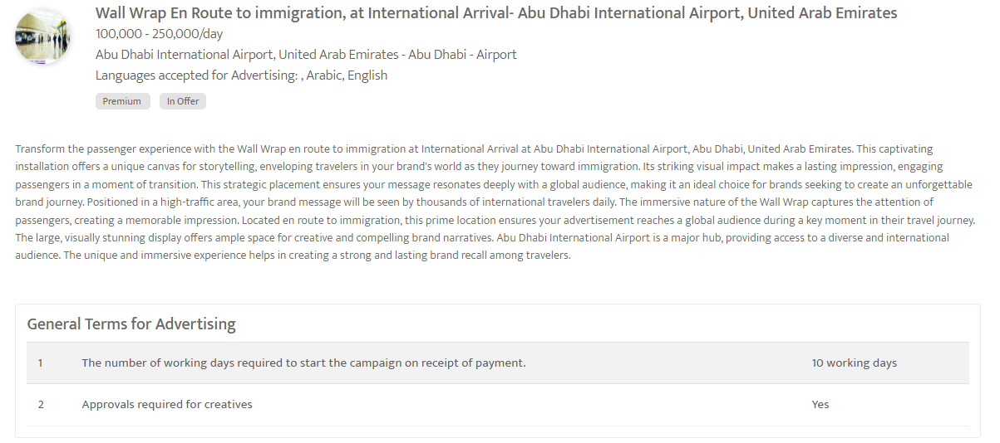 Wall Wrap En Route to immigration, at International Arrival- Abu Dhabi International Airport, United Arab Emirates
100,000 - 250,000/day
Abu Dhabi International Airport, United Arab Emirates - Abu Dhabi - Airport
Languages accepted for Advertising: , Arabic, English
Premium In Offer
Transform the passenger experience with the Wall Wrap en route to immigration at International Arrival at Abu Dhabi International Airport, Abu Dhabi, United Arab Emirates. This captivating
installation offers a unique canvas for storytelling, enveloping travelers in your brand's world as they journey toward immigration. Its striking visual impact makes a lasting impression, engaging
passengers in a moment of transition. This strategic placement ensures your message resonates deeply with a global audience, making it an ideal choice for brands seeking to create an unforgettable
brand journey. Positioned in a high-traffic area, your brand message will be seen by thousands of international travelers daily. The immersive nature of the Wall Wrap captures the attention of
passengers, creating a memorable impression. Located en route to immigration, this prime location ensures your advertisement reaches a global audience during a key moment in their travel journey.
The large, visually stunning display offers ample space for creative and compelling brand narratives. Abu Dhabi International Airport is a major hub, providing access to a diverse and international
audience. The unique and immersive experience helps in creating a strong and lasting brand recall among travelers.
General Terms for Advertising
1 The number of working days required to start the campaign on receipt of payment. 10 working days
2 Approvals required for creatives Yes